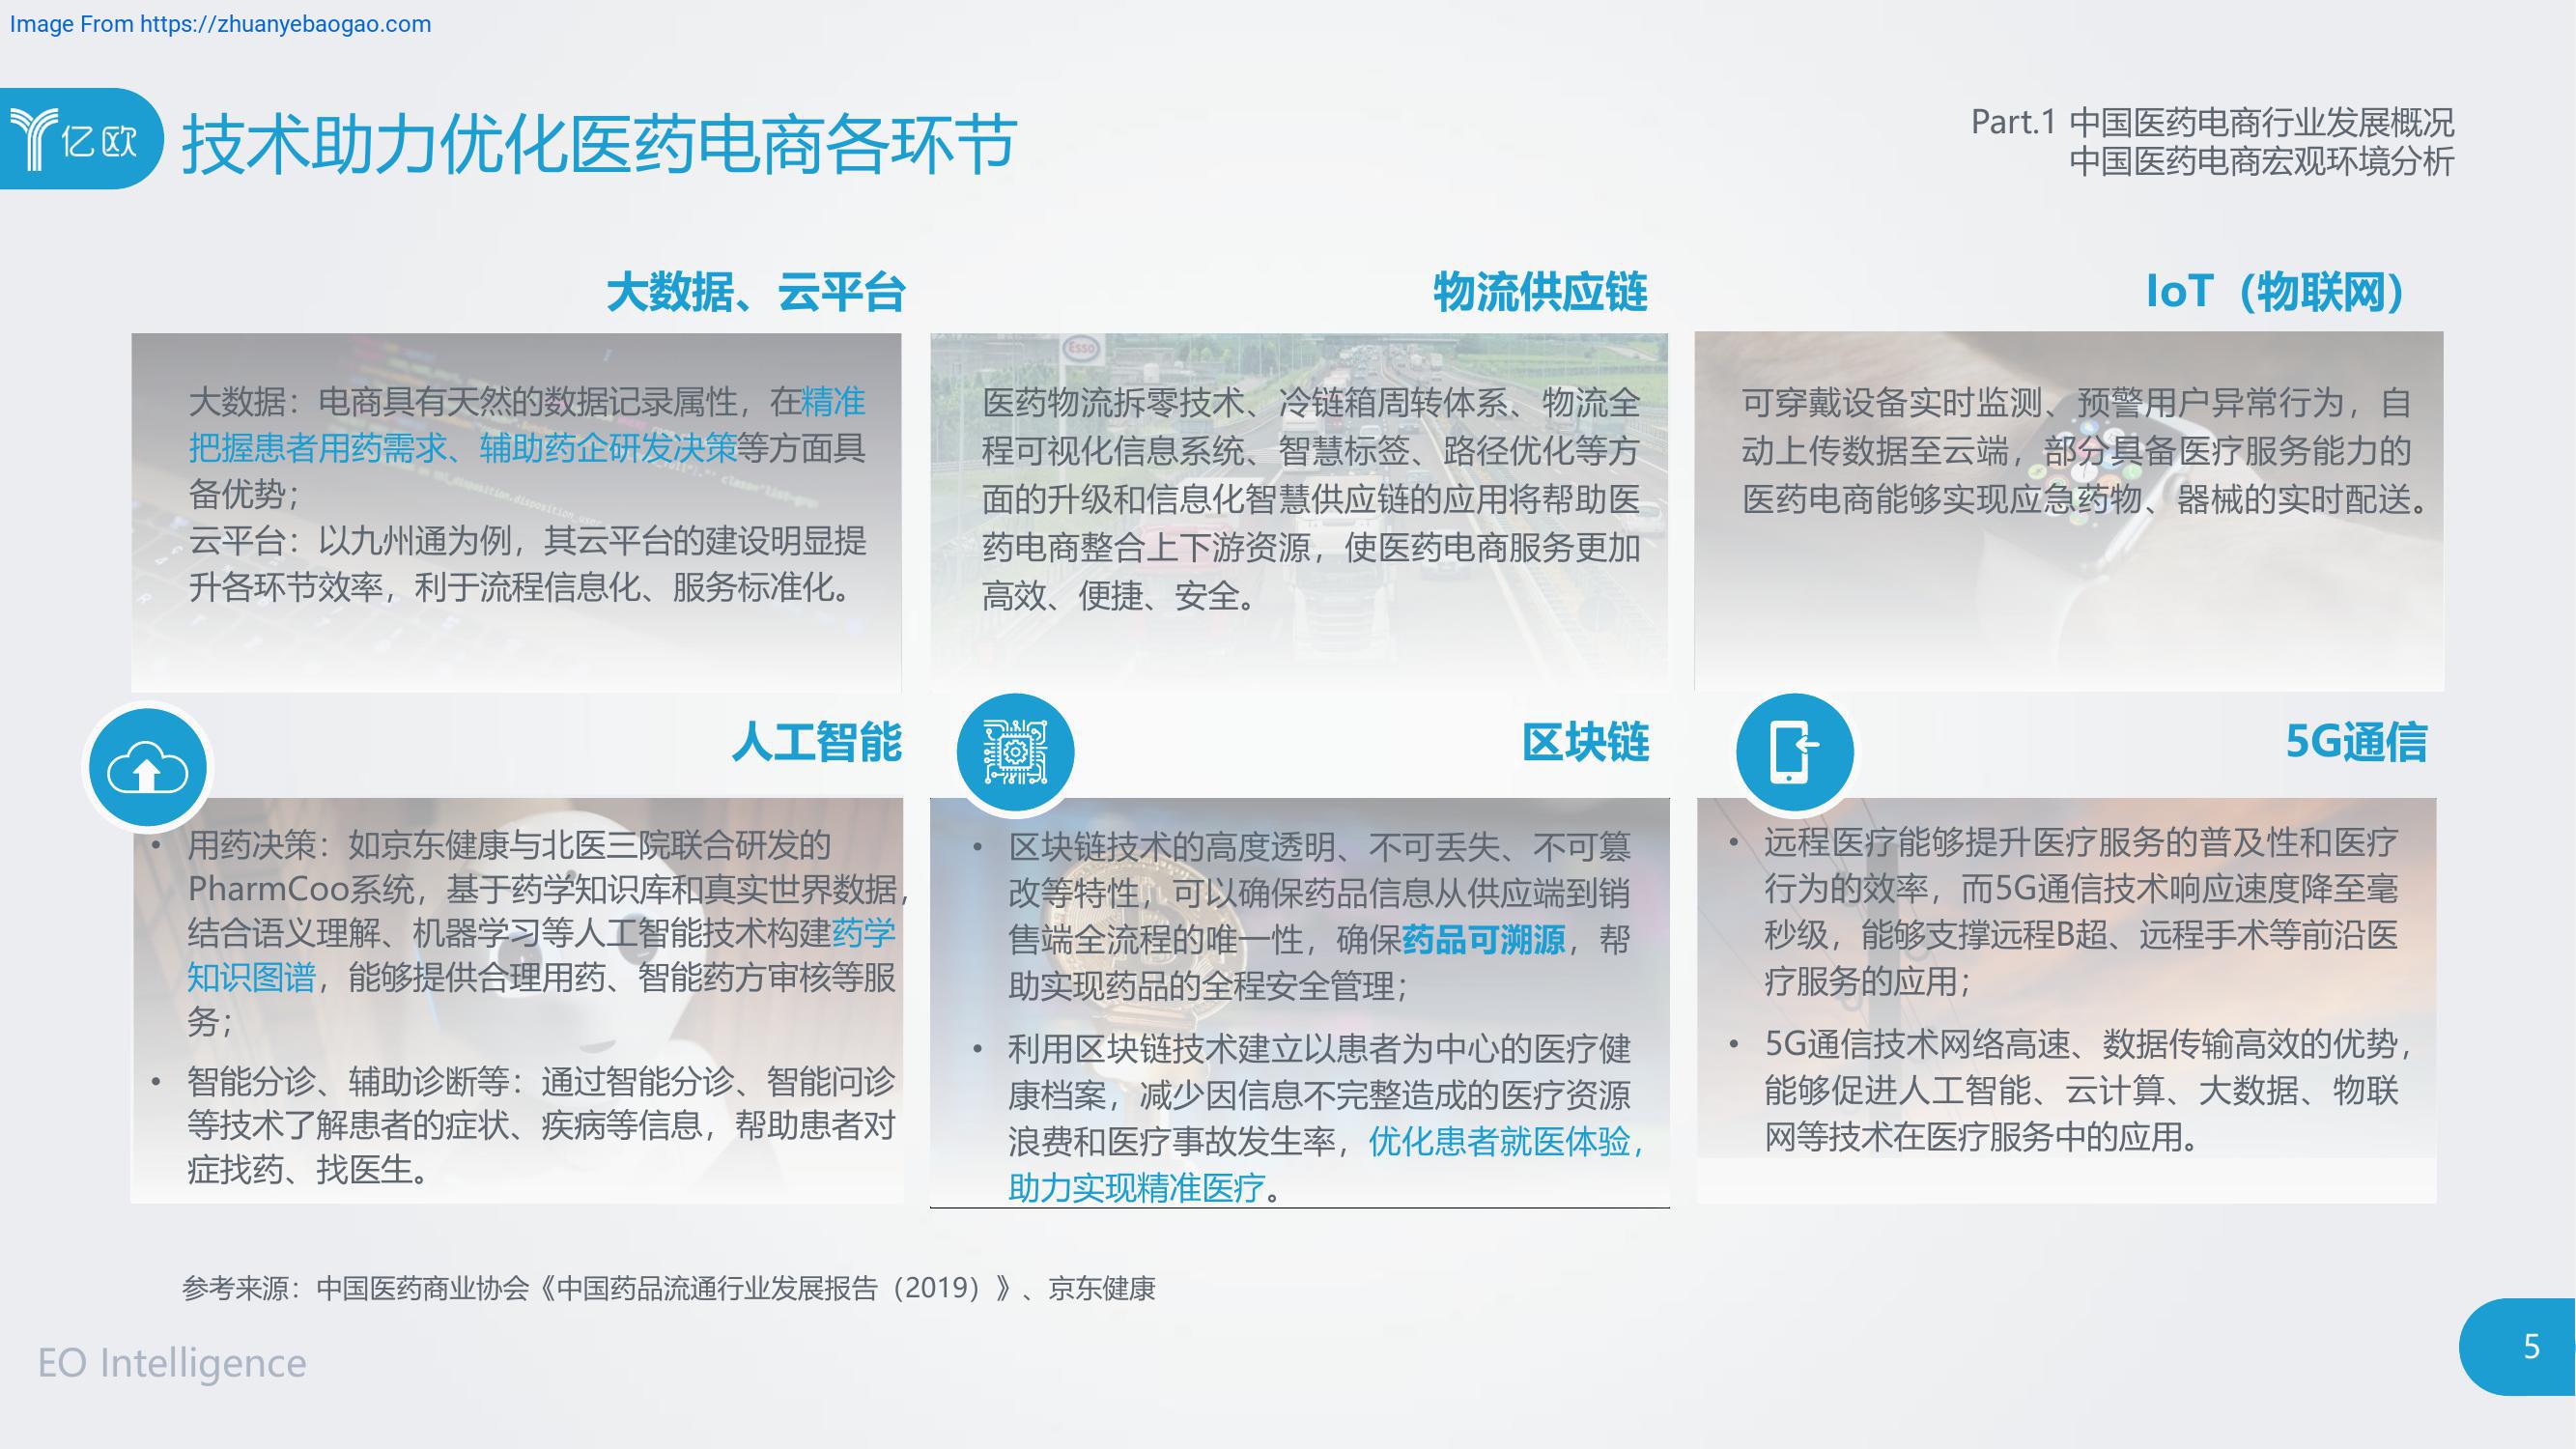 Image From https://zhuanyebaogao.com
亿欧
技术助力优化医药电商各环节
Part.1 中国医药电商行业发展概况
中国医药电商宏观环境分析
大数据、云平台
大数据：电商具有天然的数据记录属性，在精准
把握患者用药需求、辅助药企研发决策等方面具
备优势；
云平台：以九州通为例，其云平台的建设明显提
升各环节效率，利于流程信息化、服务标准化。
物流供应链
Esso
医药物流拆零技术、冷链箱周转体系、物流全
程可视化信息系统、智慧标签、路径优化等方
面的升级和信息化智慧供应链的应用将帮助医
药电商整合上下游资源，使医药电商服务更加
高效、便捷、安全。
IoT（物联网）
可穿戴设备实时监测、预警用户异常行为，自
动上传数据至云端，部分具备医疗服务能力的
医药电商能够实现应急药物、器械的实时配送。
人工智能
• 用药决策：如京东健康与北医三院联合研发的
PharmCoo系统，基于药学知识库和真实世界数据，
结合语义理解、机器学习等人工智能技术构建药学
知识图谱，能够提供合理用药、智能药方审核等服
务；
• 智能分诊、辅助诊断等：通过智能分诊、智能问诊
等技术了解患者的症状、疾病等信息，帮助患者对
症找药、找医生。
区块链
• 区块链技术的高度透明、不可丢失、不可篡
改等特性，可以确保药品信息从供应端到销
售端全流程的唯一性，确保药品可溯源，帮
助实现药品的全程安全管理；
• 利用区块链技术建立以患者为中心的医疗健
康档案，减少因信息不完整造成的医疗资源
浪费和医疗事故发生率，优化患者就医体验，
助力实现精准医疗。
5G通信
• 远程医疗能够提升医疗服务的普及性和医疗
行为的效率，而5G通信技术响应速度降至毫
秒级，能够支撑远程B超、远程手术等前沿医
疗服务的应用；
• 5G通信技术网络高速、数据传输高效的优势，
能够促进人工智能、云计算、大数据、物联
网等技术在医疗服务中的应用。
参考来源：中国医药商业协会《中国药品流通行业发展报告（2019）》、京东健康
EO Intelligence
5